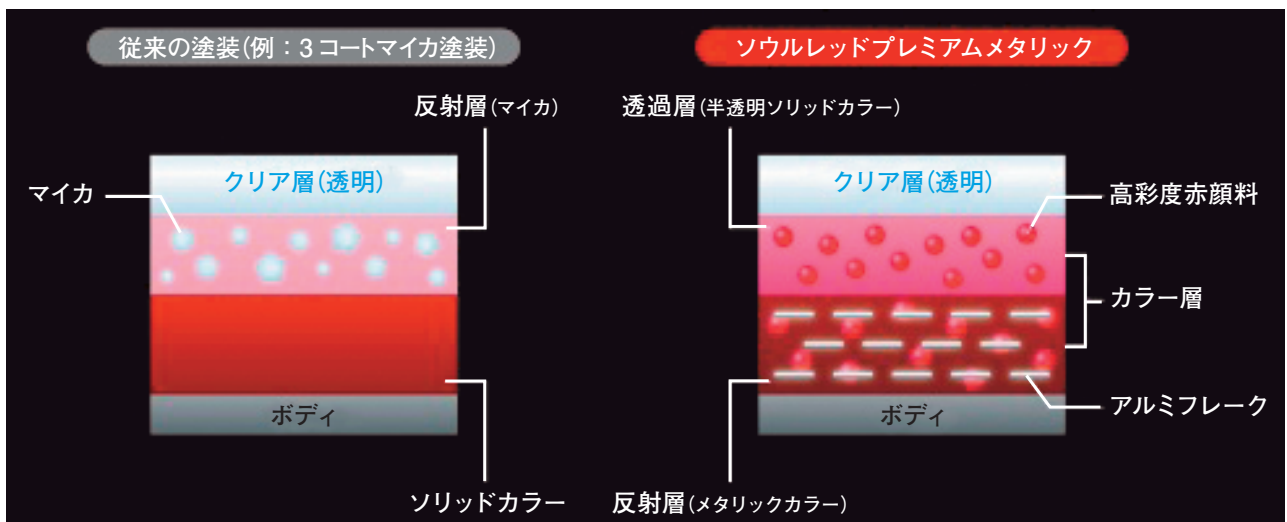 従来の塗装(例：3コートマイカ塗装)
反射層(マイカ)
マイカ
クリア層(透明)
ボディ
ソリッドカラー
ソウルレッドプレミアムメタリック
透過層(半透明ソリッドカラー)
クリア層(透明)
高彩度赤顔料
カラー層
アルミフレーク
ボディ
反射層(メタリックカラー)